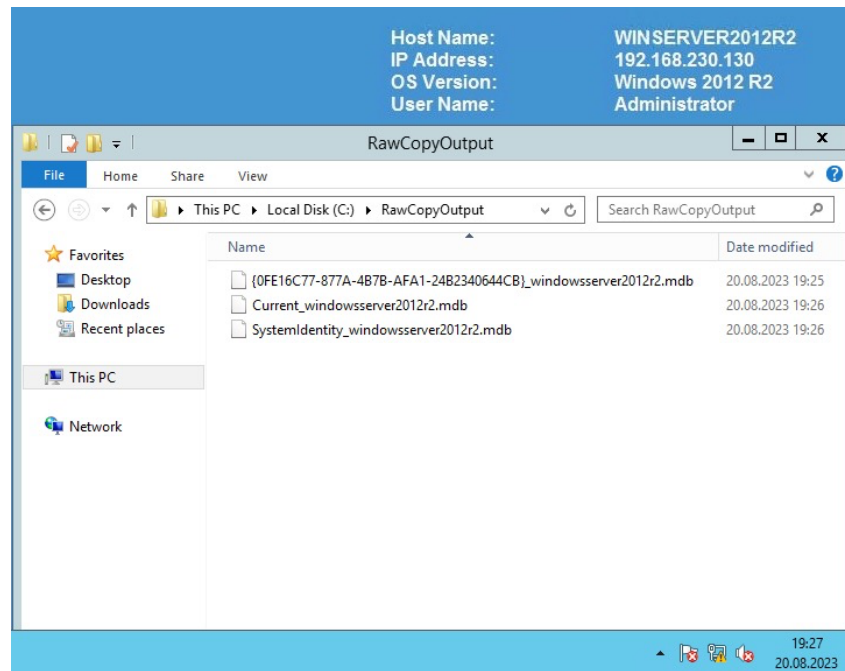 Host Name: WINSERVER2012R2
IP Address: 192.168.230.130
OS Version: Windows 2012 R2
User Name: Administrator
RawCopyOutput
File Home Share View
This PC Local Disk (C:) RawCopyOutput Search RawCopyOutput
Favorites
Desktop
Downloads
Recent places
This PC
Network
Name Date modified
{0FE16C77-877A-4B7B-AFA1-24B2340644CB}_windowsserver2012r2.mdb 20.08.2023 19:25
Current_windowsserver2012r2.mdb 20.08.2023 19:26
SystemIdentity_windowsserver2012r2.mdb 20.08.2023 19:26
19:27
20.08.2023